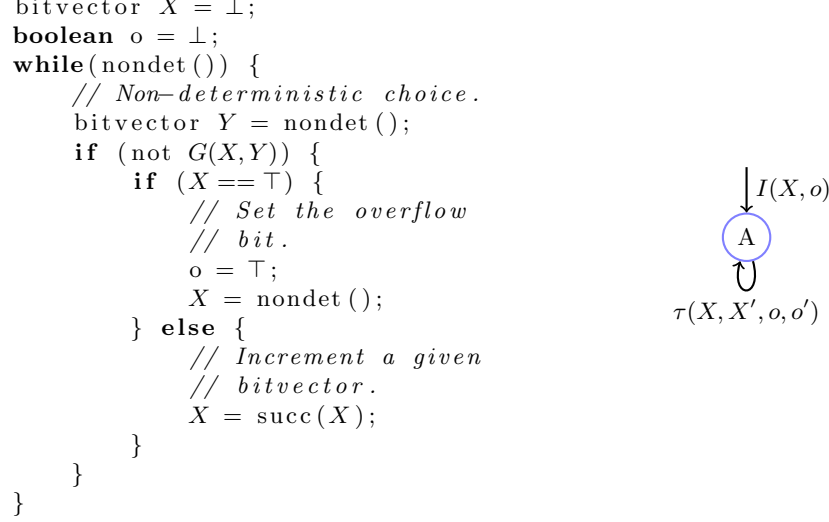 bitvector X = ⊥;
boolean o = ⊥;
while(nondet()) {
// Non-deterministic choice.
bitvector Y = nondet();
if (not G(X,Y)) {
if (X == ⊤) {
// Set the overflow
// bit.
o = ⊤;
X = nondet();
} else {
// Increment a given
// bitvector.
X = succ(X);
}
}
}
I(X, o)
A
τ(X, X′, o, o′)